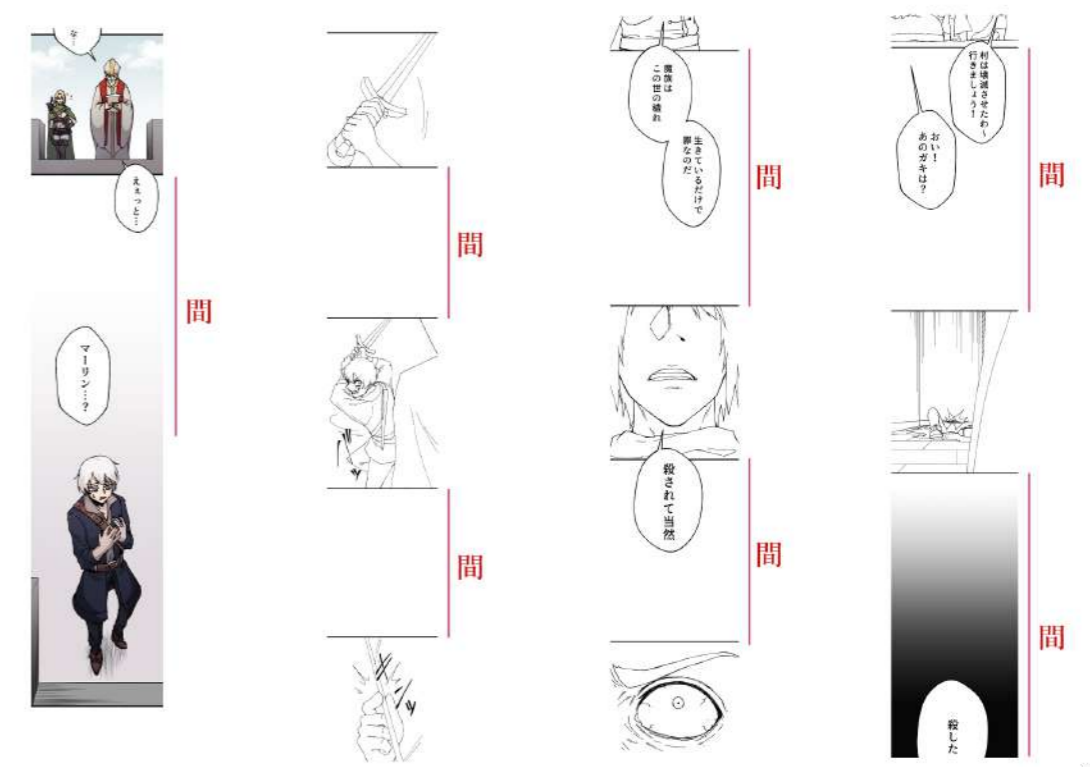 な…
えぇっと…
間
マーリン…?
間
間
魔族は
この世の穢れ
生きているだけで
罪なのだ
間
殺されて当然
間
村は壊滅させたわ~
行きましょう!
おい!
あのガキは?
間
間
殺した